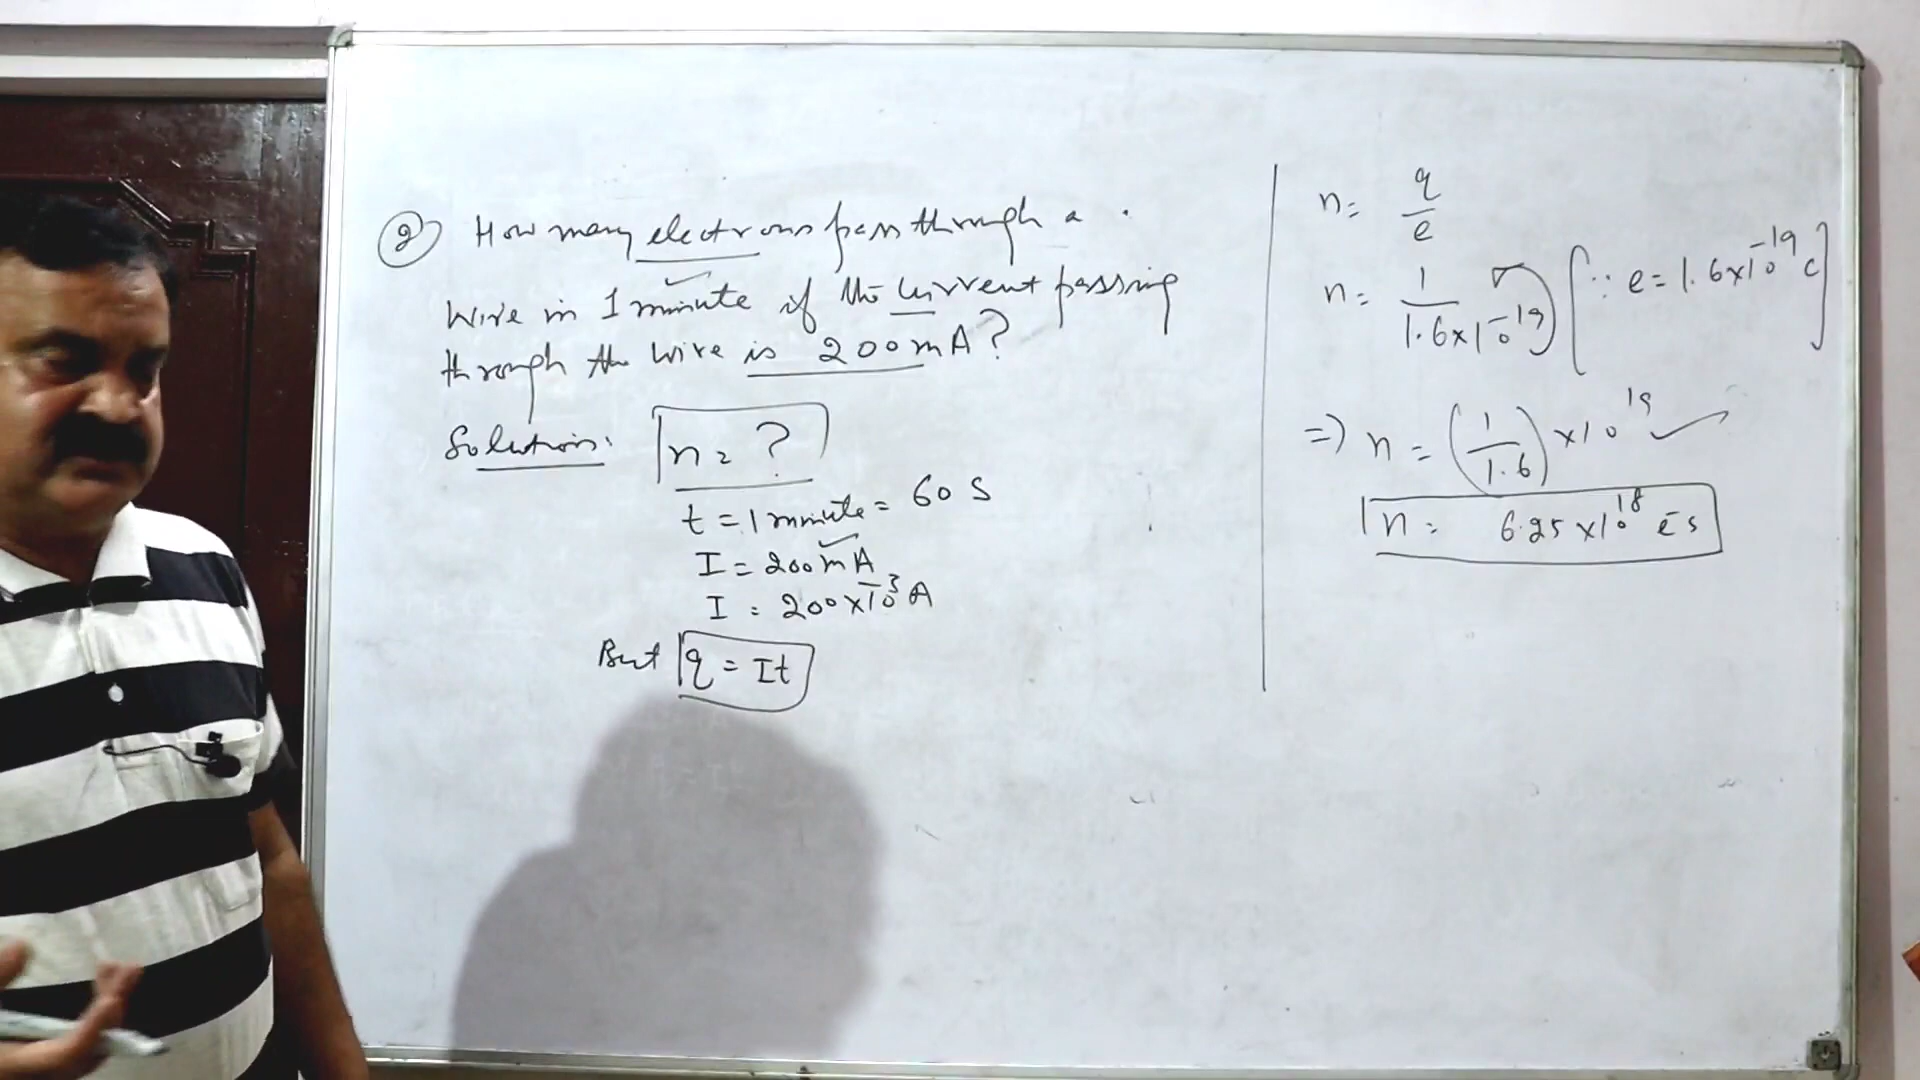 ② How many electrons pass through a
wire in 1 minute if the current passing
through the wire is 200mA?
Solution:
n = ?
t = 1 minute = 60 S
I = 200 mA
I = 200 x 10⁻³ A
But q = It
n = q/e
n = 1/(1.6 x 10⁻¹⁹) [∵ e = 1.6 x 10⁻¹⁹ C]
=> n = (1/1.6) x 10¹⁹
n = 6.25 x 10¹⁸ e⁻s